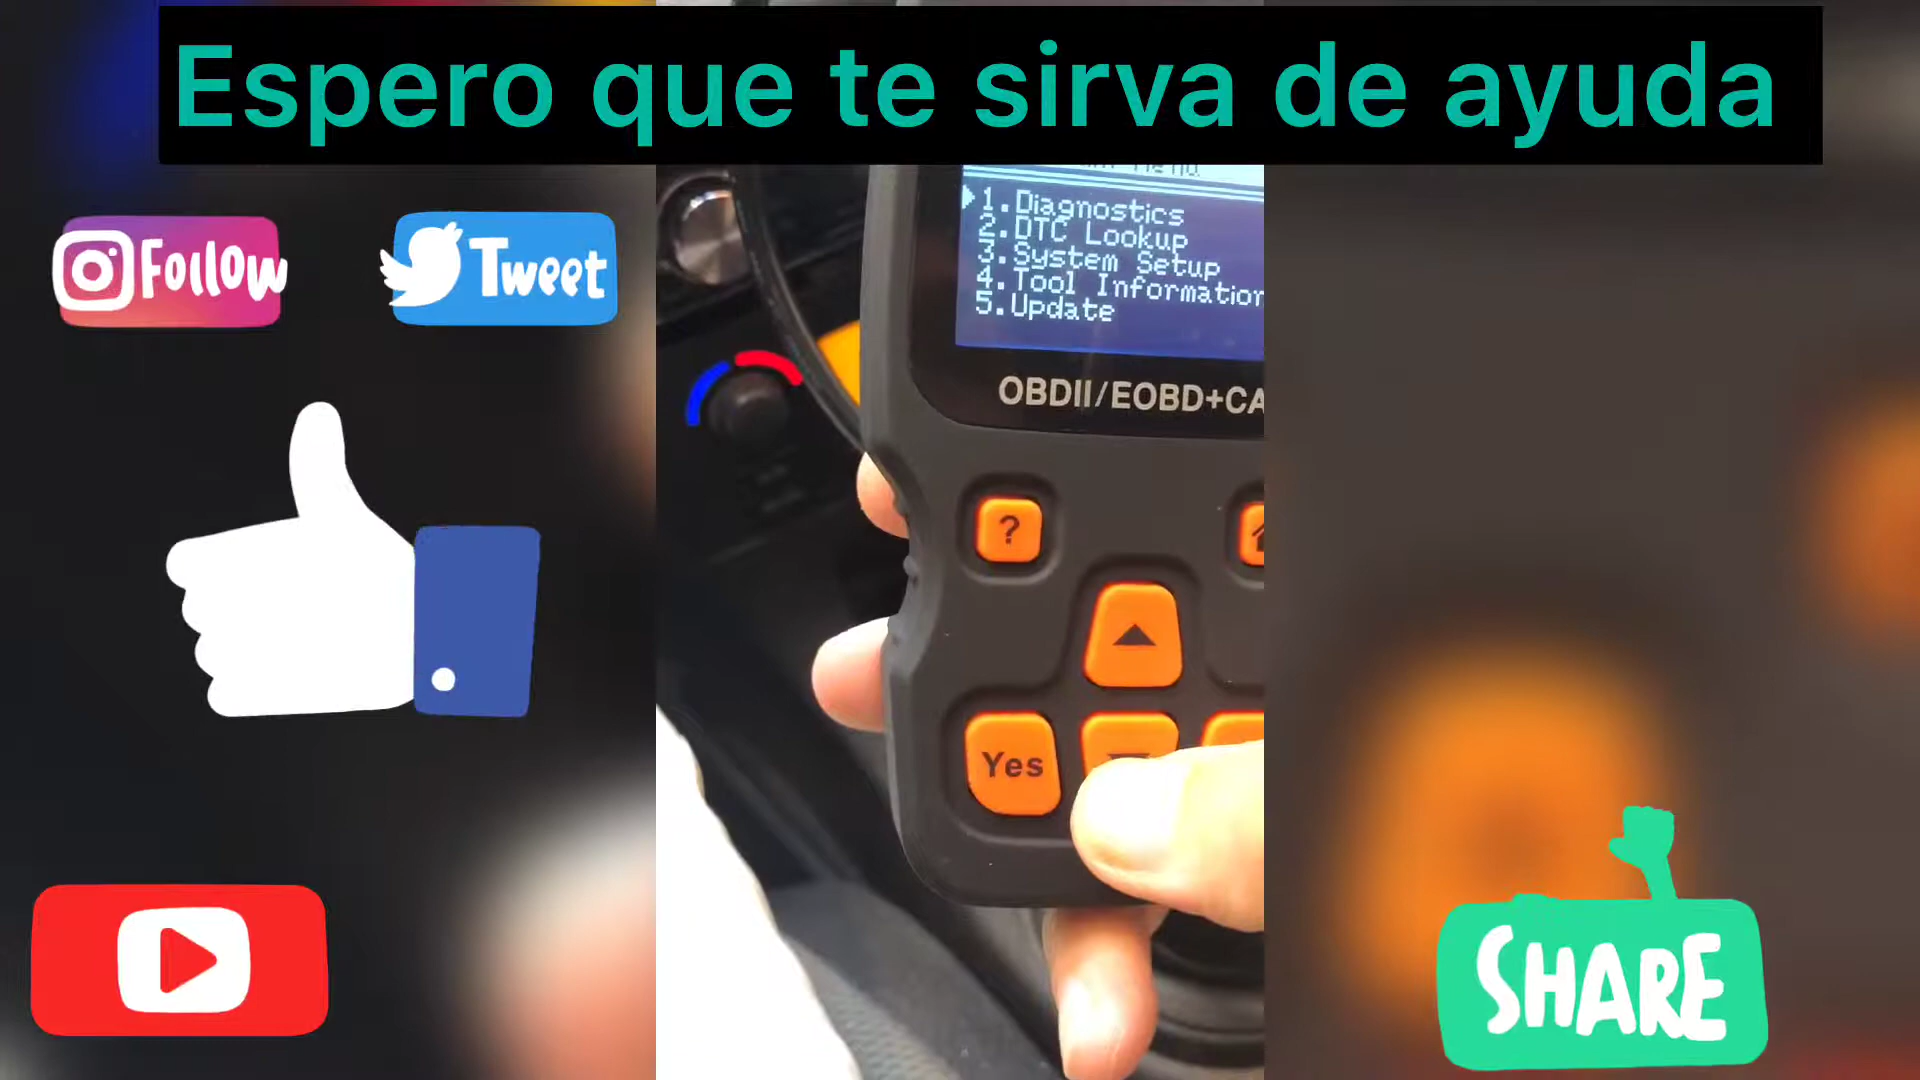 Espero que te sirva de ayuda
Follow
Tweet
1.Diagnostics
2.DTC Lookup
3.System Setup
4.Tool Information
5.Update
OBDII/EOBD+CA
?
Yes
SHARE